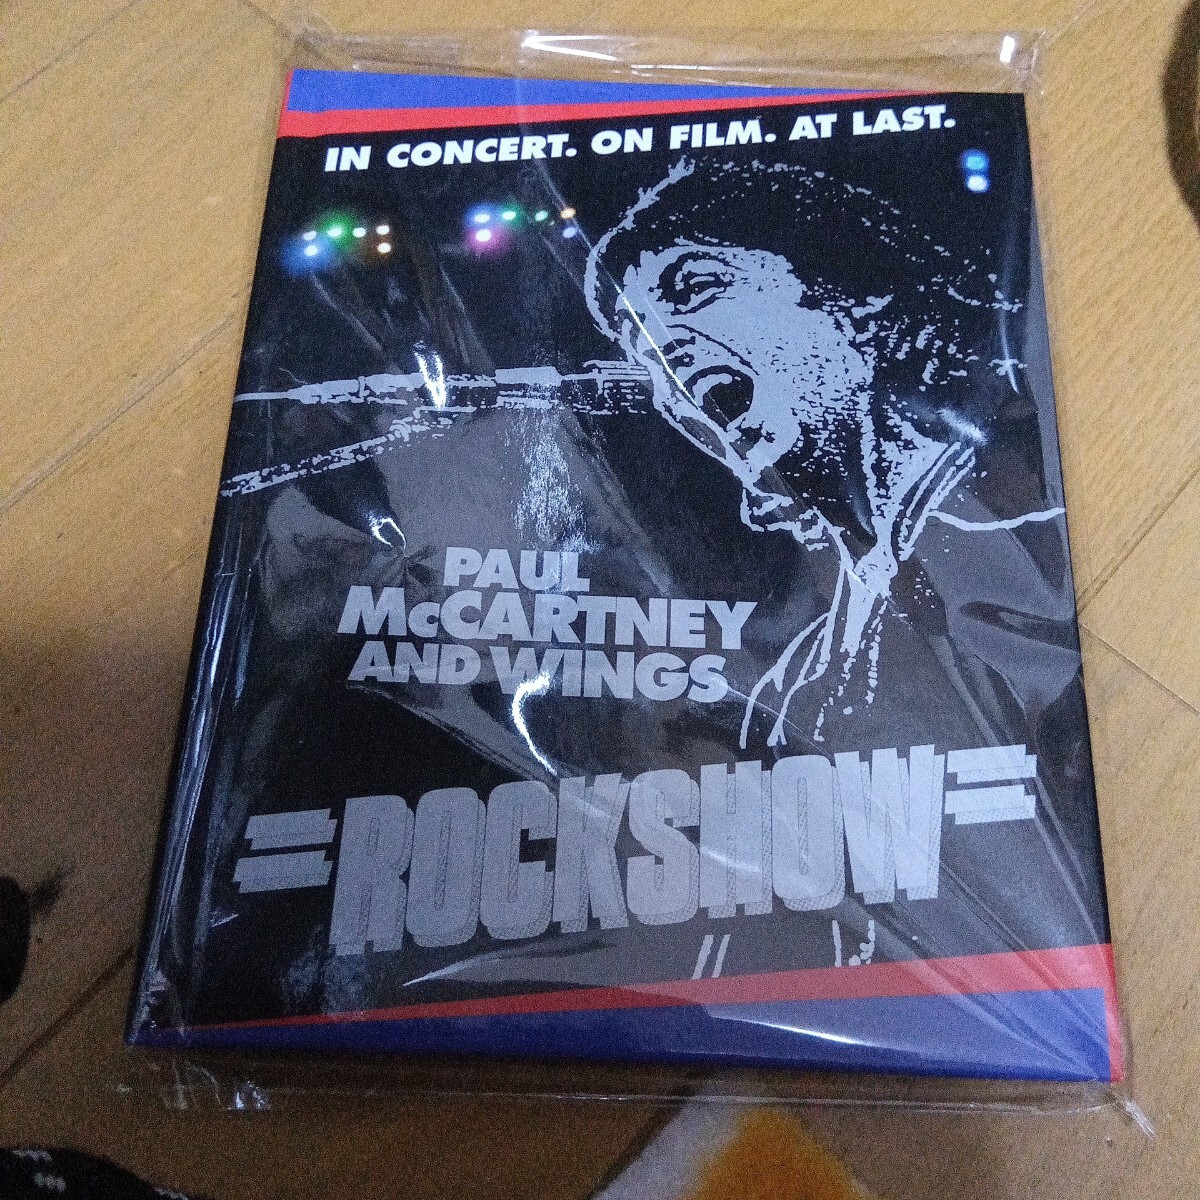 IN CONCERT. ON FILM. AT LAST.
PAUL
McCARTNEY
AND WINGS
ROCKSHOW